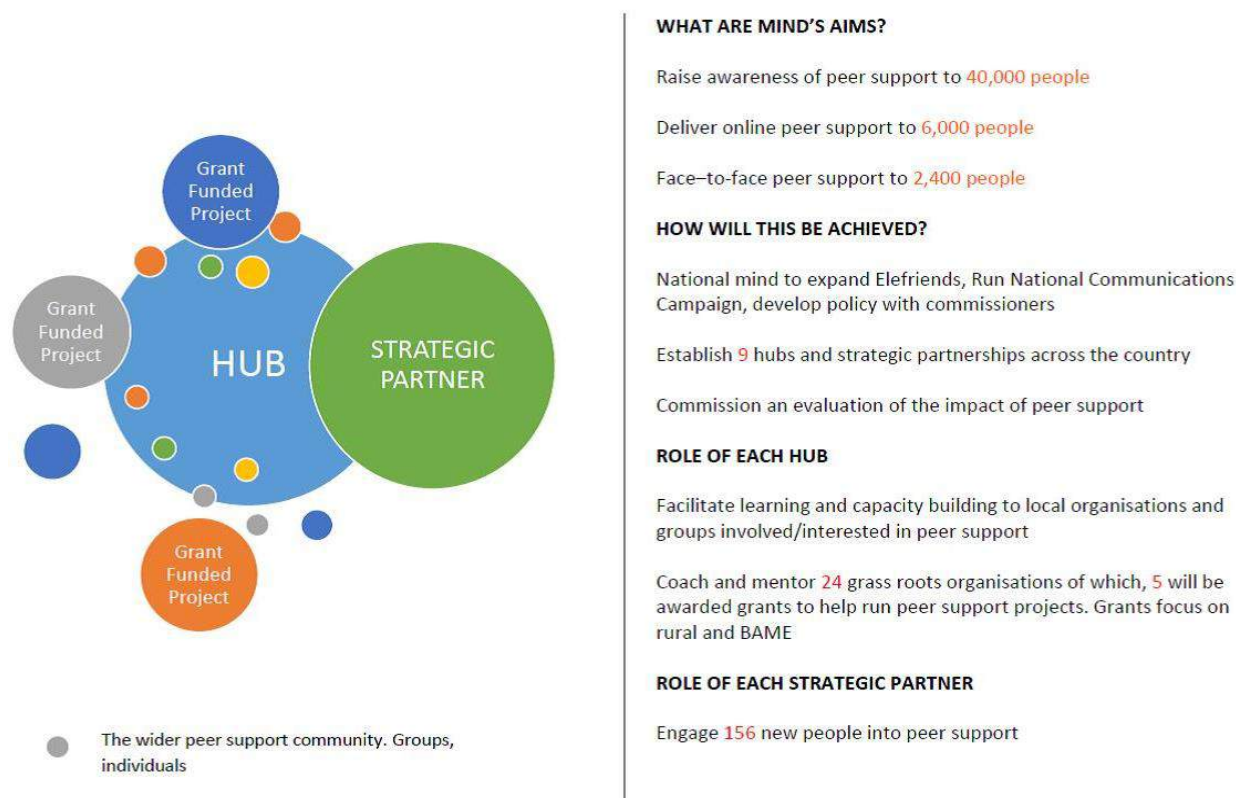 Grant
Funded
Project
Grant
Funded
Project
HUB
STRATEGIC
PARTNER
Grant
Funded
Project
The wider peer support community. Groups,
individuals
WHAT ARE MIND'S AIMS?
Raise awareness of peer support to 40,000 people
Deliver online peer support to 6,000 people
Face–to-face peer support to 2,400 people
HOW WILL THIS BE ACHIEVED?
National mind to expand Elefriends, Run National Communications
Campaign, develop policy with commissioners
Establish 9 hubs and strategic partnerships across the country
Commission an evaluation of the impact of peer support
ROLE OF EACH HUB
Facilitate learning and capacity building to local organisations and
groups involved/interested in peer support
Coach and mentor 24 grass roots organisations of which, 5 will be
awarded grants to help run peer support projects. Grants focus on
rural and BAME
ROLE OF EACH STRATEGIC PARTNER
Engage 156 new people into peer support